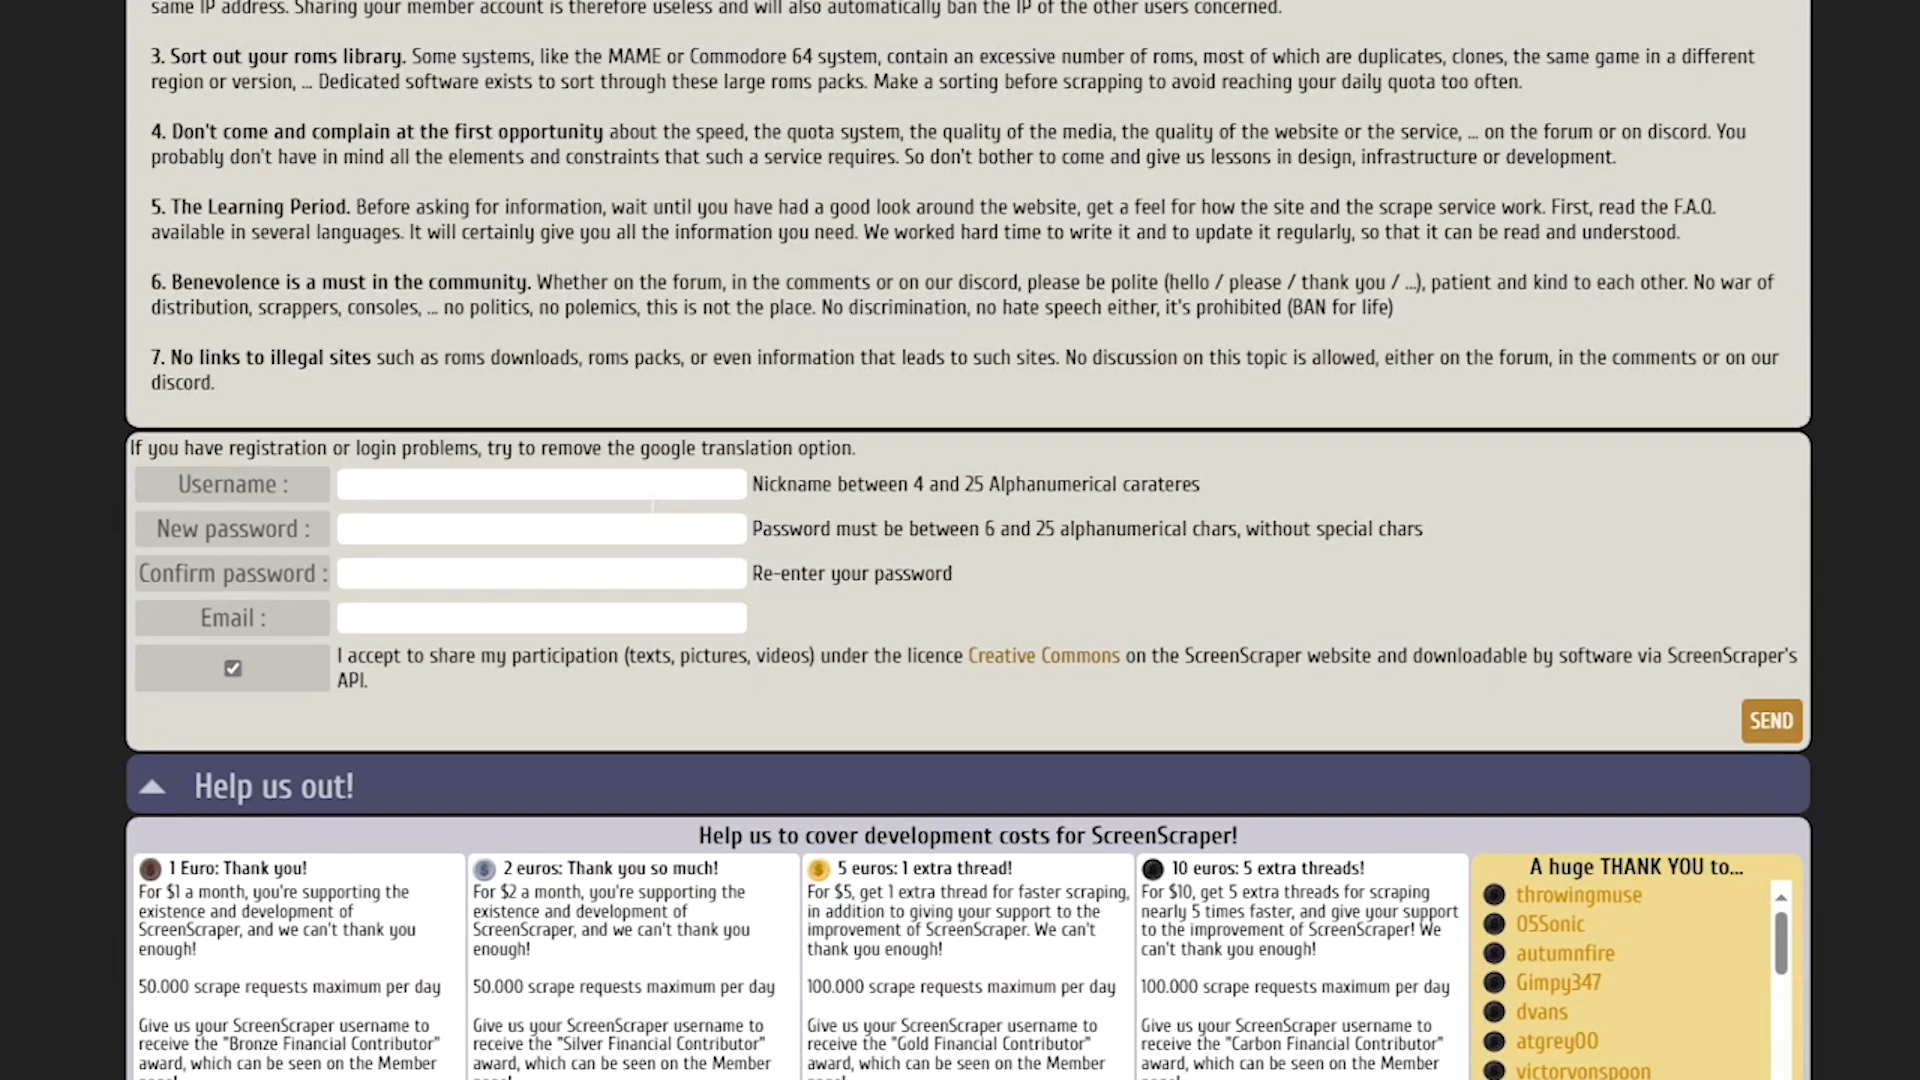 same IP address. Sharing your member account is therefore useless and will also automatically ban the IP of the other users concerned.
3. Sort out your roms library. Some systems, like the MAME or Commodore 64 system, contain an excessive number of roms, most of which are duplicates, clones, the same game in a different
region or version, ... Dedicated software exists to sort through these large roms packs. Make a sorting before scrapping to avoid reaching your daily quota too often.
4. Don't come and complain at the first opportunity about the speed, the quota system, the quality of the media, the quality of the website or the service, ... on the forum or on discord. You
probably don't have in mind all the elements and constraints that such a service requires. So don't bother to come and give us lessons in design, infrastructure or development.
5. The Learning Period. Before asking for information, wait until you have had a good look around the website, get a feel for how the site and the scrape service work. First, read the F.A.Q.
available in several languages. It will certainly give you all the information you need. We worked hard time to write it and to update it regularly, so that it can be read and understood.
6. Benevolence is a must in the community. Whether on the forum, in the comments or on our discord, please be polite (hello / please / thank you / ...), patient and kind to each other. No war of
distribution, scrappers, consoles, ... no politics, no polemics, this is not the place. No discrimination, no hate speech either, it's prohibited (BAN for life)
7. No links to illegal sites such as roms downloads, roms packs, or even information that leads to such sites. No discussion on this topic is allowed, either on the forum, in the comments or on our
discord.
If you have registration or login problems, try to remove the google translation option.
Username :
Nickname between 4 and 25 Alphanumerical carateres
New password :
Password must be between 6 and 25 alphanumerical chars, without special chars
Confirm password :
Re-enter your password
Email :
I accept to share my participation (texts, pictures, videos) under the licence Creative Commons on the ScreenScraper website and downloadable by software via ScreenScraper's
API.
SEND
Help us out!
Help us to cover development costs for ScreenScraper!
1 Euro: Thank you!
For $1 a month, you're supporting the
existence and development of
ScreenScraper, and we can't thank you
enough!
50.000 scrape requests maximum per day
Give us your ScreenScraper username to
receive the "Bronze Financial Contributor"
award, which can be seen on the Member
2 euros: Thank you so much!
For $2 a month, you're supporting the
existence and development of
ScreenScraper, and we can't thank you
enough!
50.000 scrape requests maximum per day
Give us your ScreenScraper username to
receive the "Silver Financial Contributor"
award, which can be seen on the Member
5 euros: 1 extra thread!
For $5, get 1 extra thread for faster scraping,
in addition to giving your support to the
improvement of ScreenScraper. We can't
thank you enough!
100.000 scrape requests maximum per day
Give us your ScreenScraper username to
receive the "Gold Financial Contributor"
award, which can be seen on the Member
10 euros: 5 extra threads!
For $10, get 5 extra threads for scraping
nearly 5 times faster, and give your support
to the improvement of ScreenScraper! We
can't thank you enough!
100.000 scrape requests maximum per day
Give us your ScreenScraper username to
receive the "Carbon Financial Contributor"
award, which can be seen on the Member
A huge THANK YOU to...
throwingmuse
05Sonic
autumnfire
Gimpy347
dvans
atgrey00
victorvonspoon